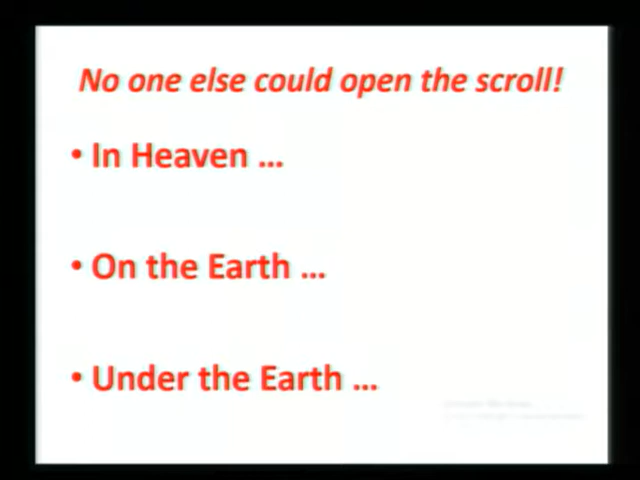 No one else could open the scroll!
• In Heaven ...
• On the Earth ...
• Under the Earth ...